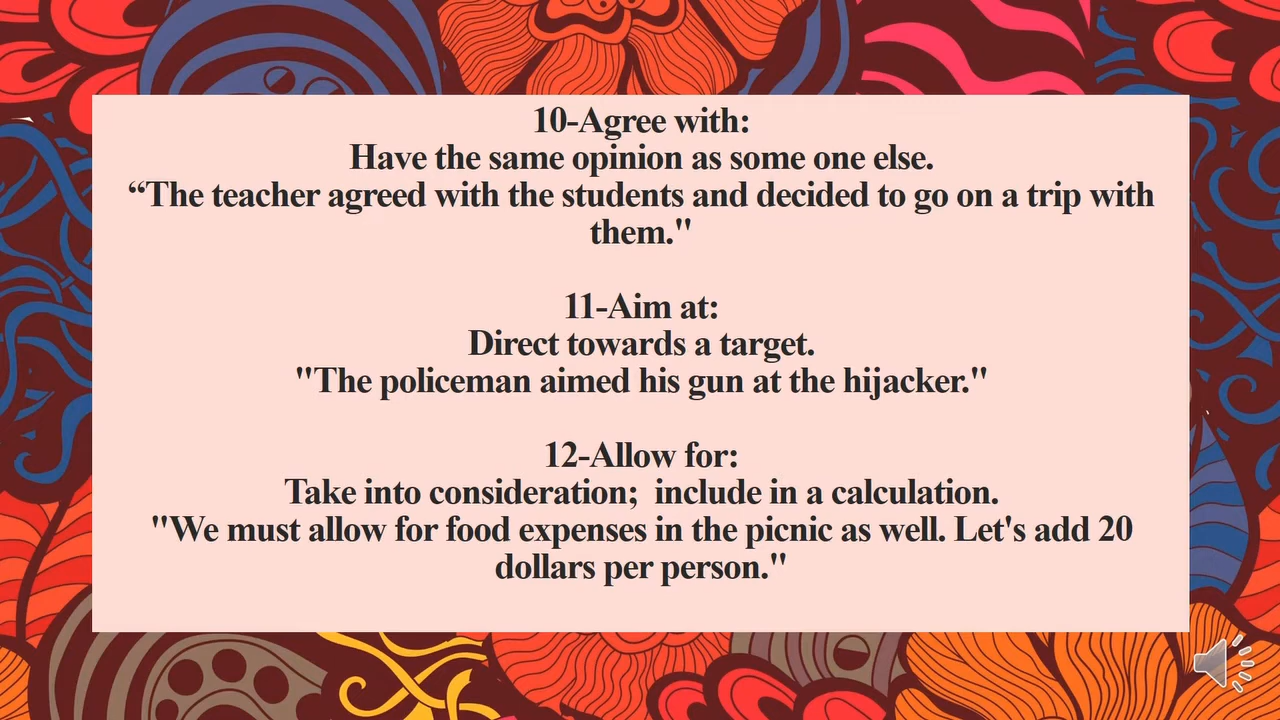 10-Agree with:
Have the same opinion as some one else.
“The teacher agreed with the students and decided to go on a trip with
them."
11-Aim at:
Direct towards a target.
"The policeman aimed his gun at the hijacker."
12-Allow for:
Take into consideration;  include in a calculation.
"We must allow for food expenses in the picnic as well. Let's add 20
dollars per person."